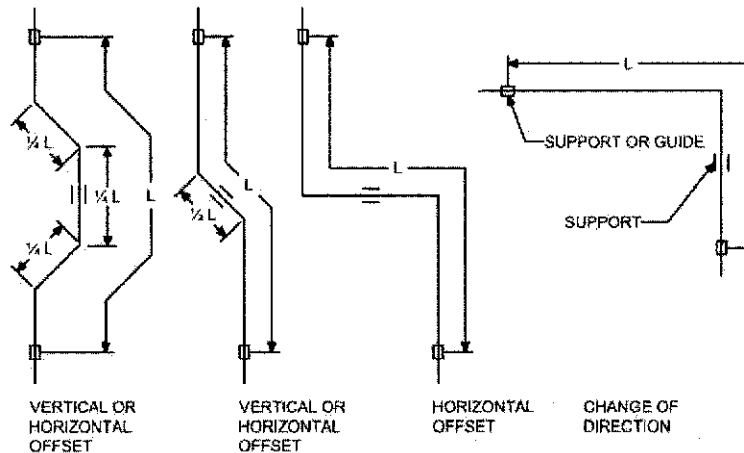 ¼ L
¼ L
L
¼ L
½ L
L
L
L
SUPPORT OR GUIDE
SUPPORT
VERTICAL OR
HORIZONTAL
OFFSET
VERTICAL OR
HORIZONTAL
OFFSET
HORIZONTAL
OFFSET
CHANGE OF
DIRECTION